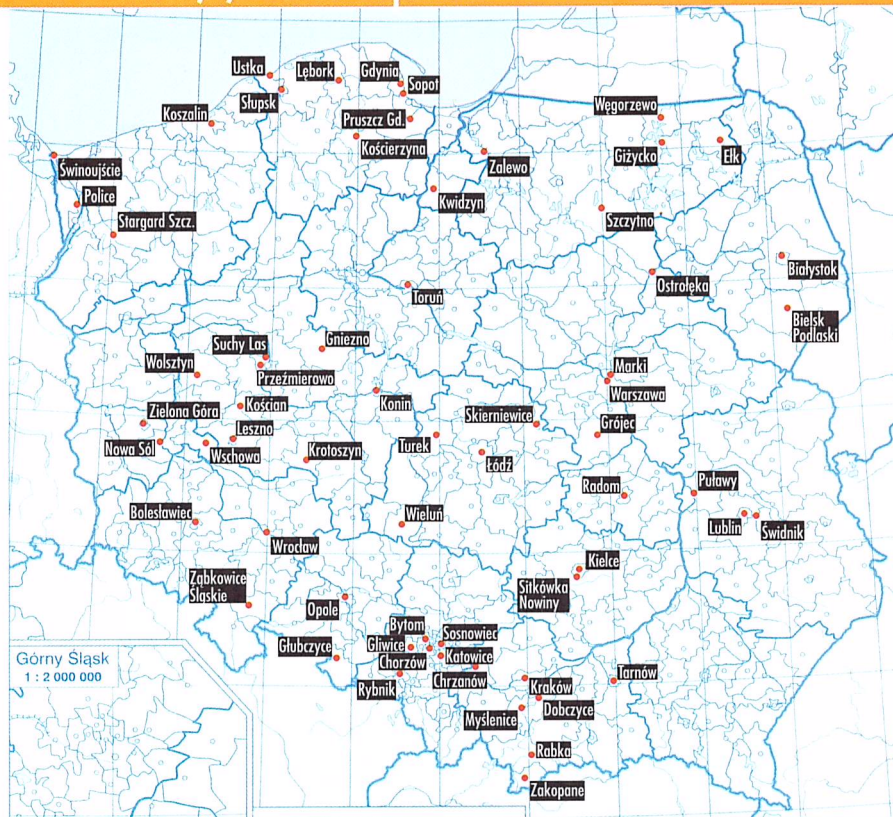 Ustka
Lębork
Gdynia
Sopot
Słupsk
Koszalin
Pruszcz Gd.
Kościerzyna
Węgorzewo
Giżycko
Ełk
Zalewo
Świnoujście
Police
Kwidzyn
Stargard Szcz.
Szczytno
Białystok
Ostrołęka
Toruń
Bielsk
Podlaski
Gniezno
Suchy Las
Wolsztyn
Przeźmierowo
Marki
Warszawa
Konin
Kościan
Zielona Góra
Skierniewice
Grójec
Leszno
Nowa Sól
Wschowa
Krotoszyn
Turek
Łódź
Puławy
Radom
Bolesławiec
Wieluń
Lublin
Świdnik
Wrocław
Kielce
Ząbkowice
Śląskie
Sitkówka
Nowiny
Opole
Bytom
Sosnowiec
Głubczyce
Gliwice
Katowice
Chorzów
Górny Śląsk
1 : 2 000 000
Rybnik
Chrzanów
Tarnów
Kraków
Dobczyce
Myślenice
Rabka
Zakopane